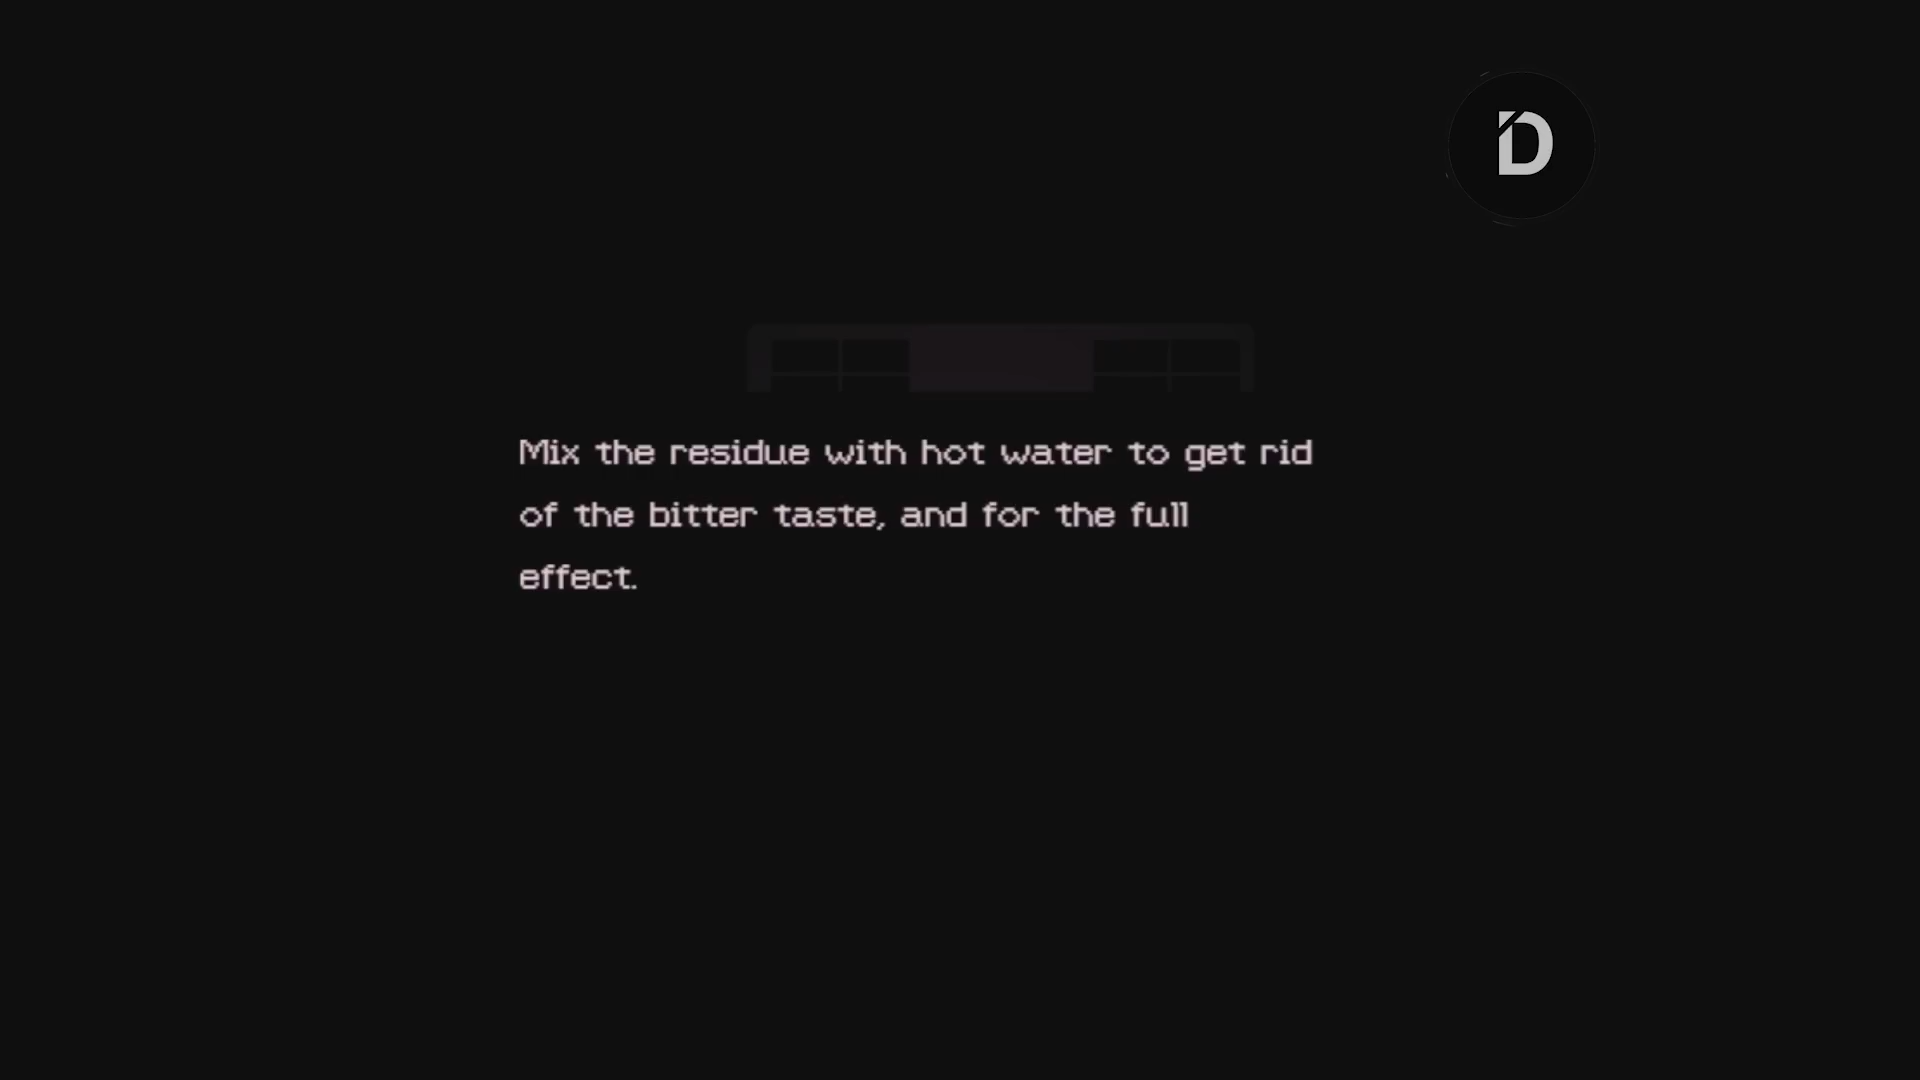 D
Mix the residue with hot water to get rid
of the bitter taste, and for the full
effect.